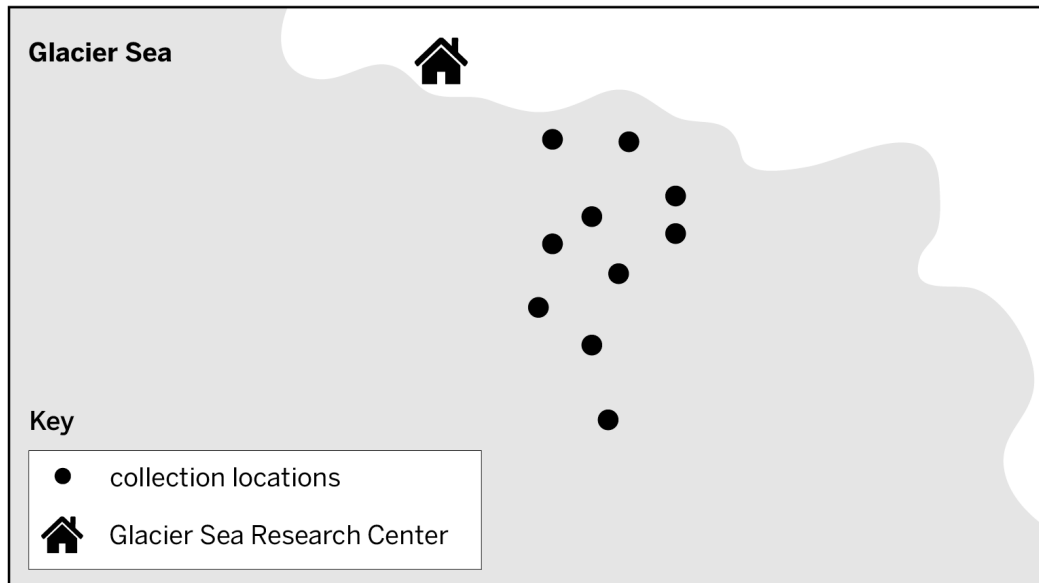 Glacier Sea
Key
collection locations
Glacier Sea Research Center